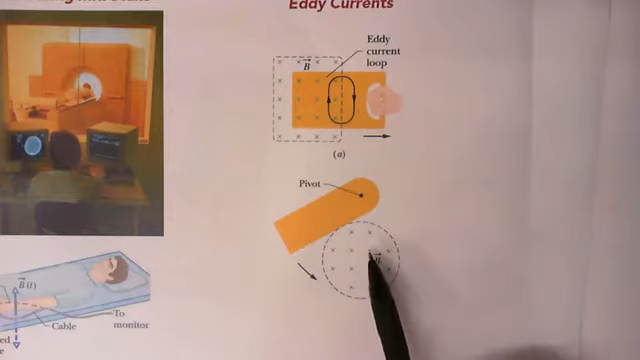 Eddy Currents
B
Eddy
current
loop
(a)
Pivot
B(t)
To
monitor
Cable